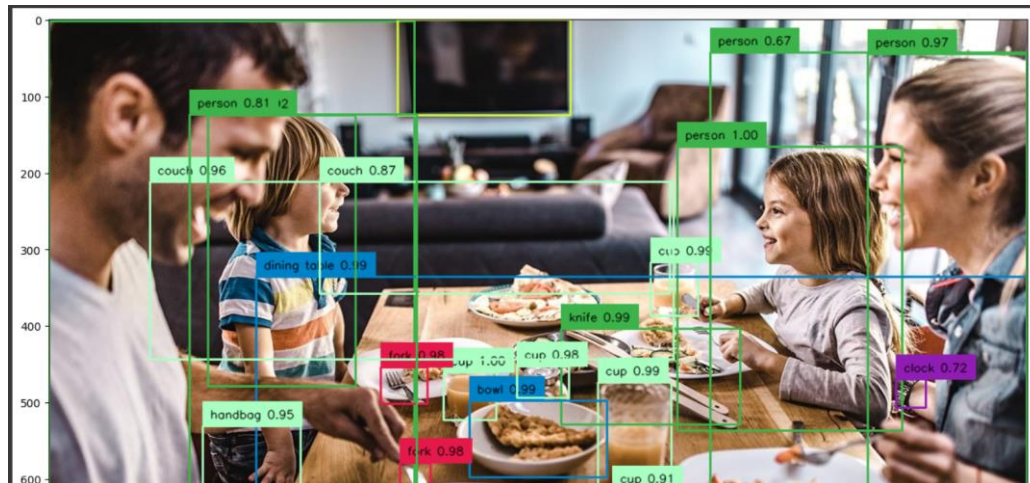 0
person 0.67
person 0.97
100
person 0.81
person 1.00
200
couch 0.96
couch 0.87
cup 0.99
300
dining table 0.99
knife 0.99
400
fork 0.98
cup 1.00
cup 0.98
clock 0.72
bowl 0.99
cup 0.99
500
handbag 0.95
fork 0.98
cup 0.91
600